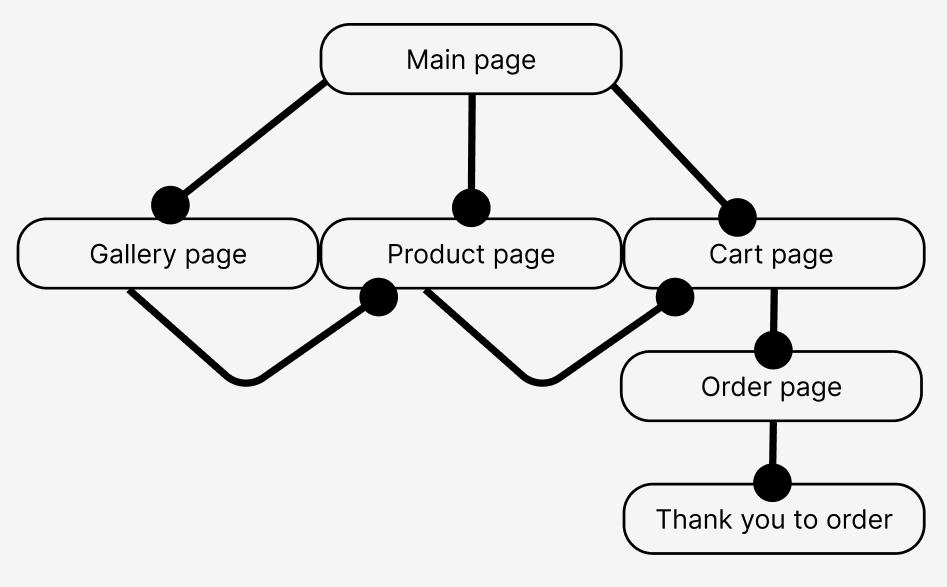 Main page
Gallery page
Product page
Cart page
Order page
Thank you to order